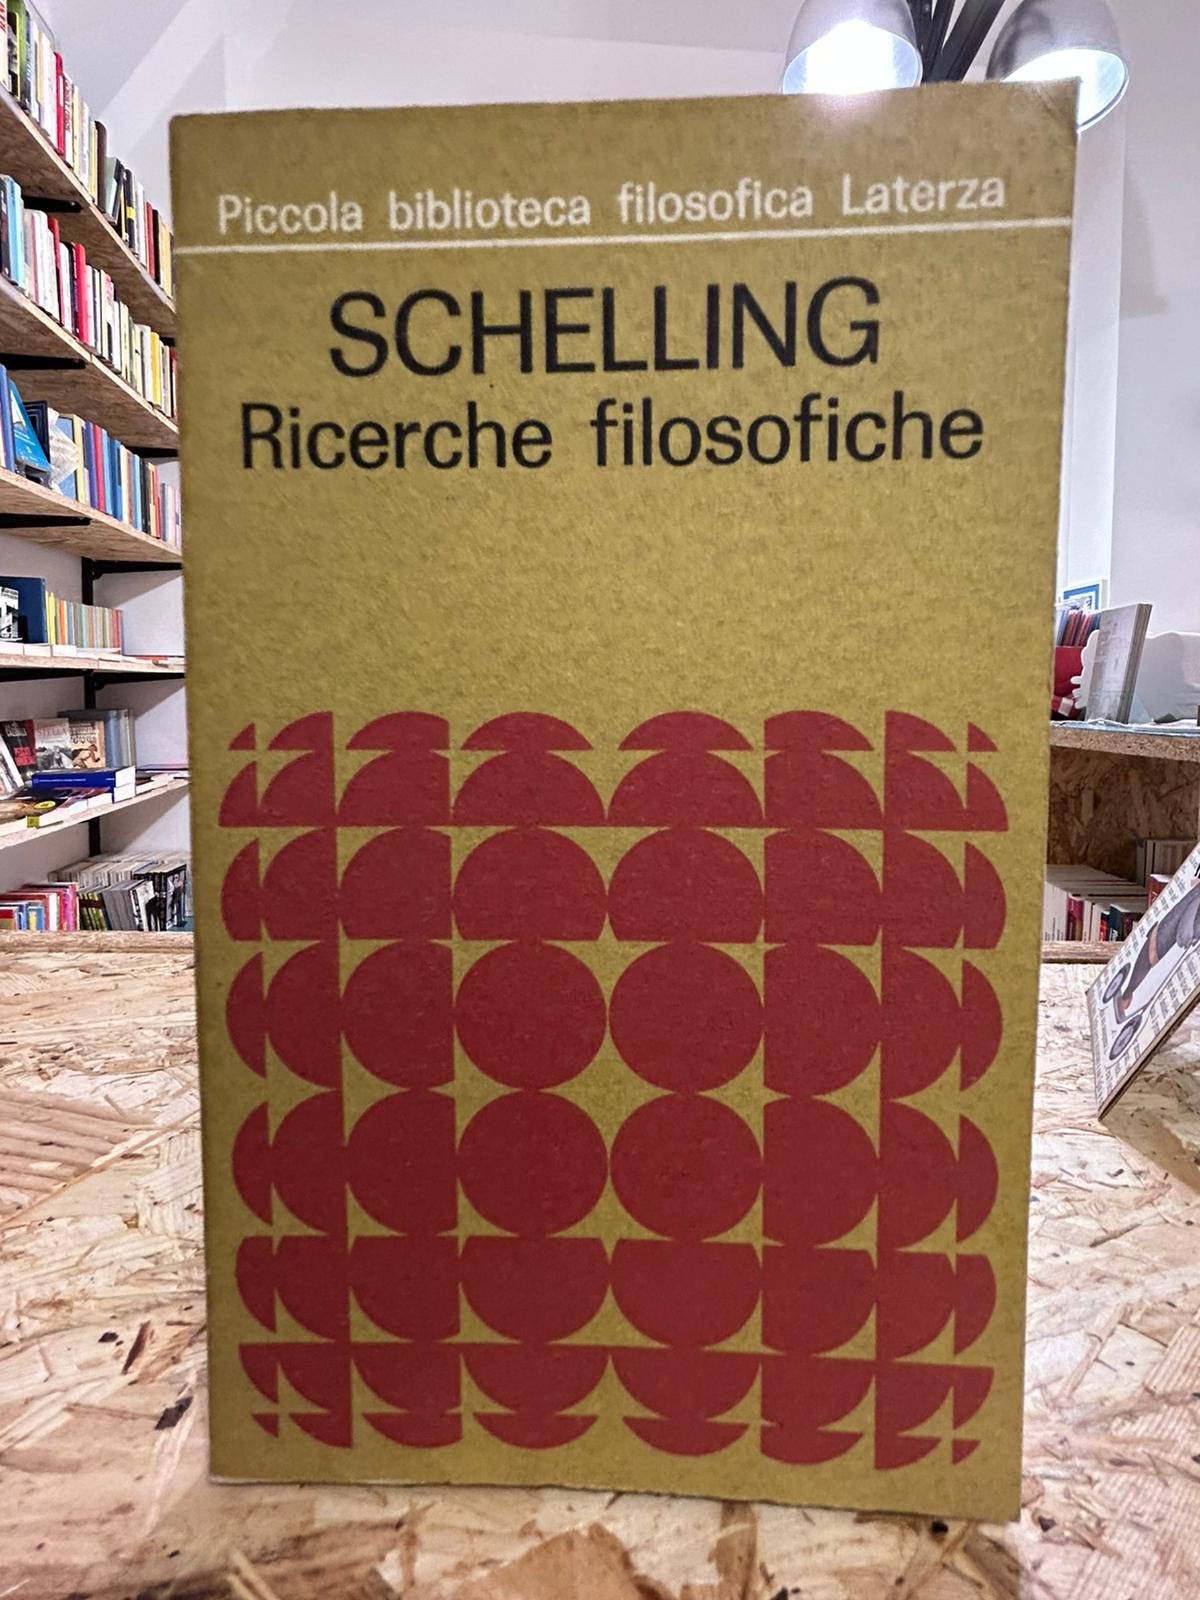 Piccola biblioteca filosofica Laterza
SCHELLING
Ricerche filosofiche